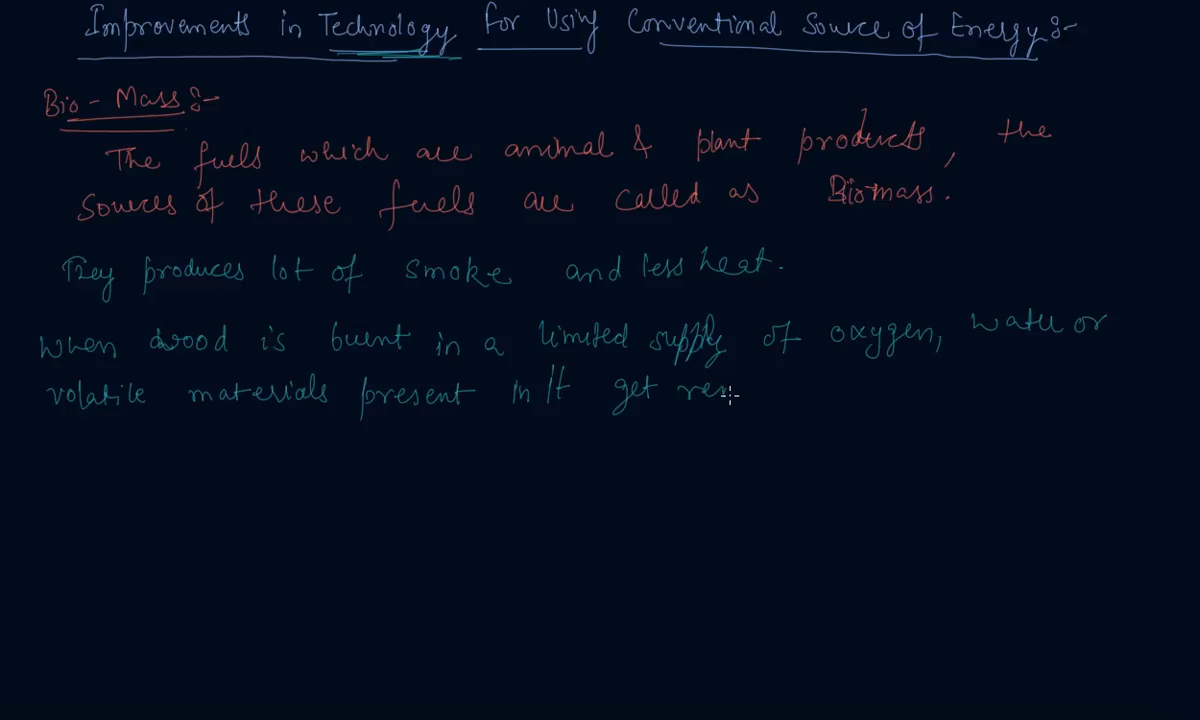 Improvements in Technology for Using Conventional Source of Energy:-
Bio - Mass:-
The fuels which are animal & plant products, the
sources of these fuels are called as Biomass.
They produces lot of smoke and less heat.
When wood is burnt in a limited supply of oxygen, water or
volatile materials present in it get rem